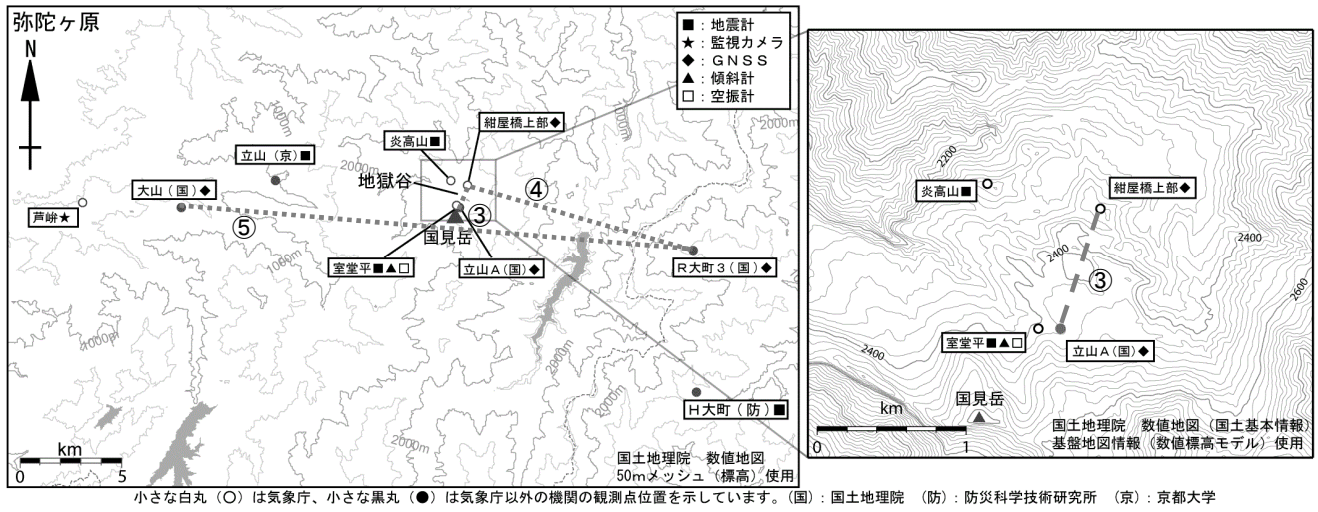 弥陀ヶ原
N
■：地震計
★：監視カメラ
◆：ＧＮＳＳ
▲：傾斜計
□：空振計
1000m
1000m
2000m
2000m
紺屋橋上部◆
炎高山■
立山（京）■
地獄谷
④
大山（国）◆
芦峅★
⑤
③
国見岳
室堂平■▲□
立山Ａ（国）◆
Ｒ大町３（国）◆
1000m
1000m
2000m
2000m
2000m
Ｈ大町（防）■
km
0 5
国土地理院　数値地図
50mメッシュ（標高）使用
2200
炎高山■
紺屋橋上部◆
2400
2400
③
2600
室堂平■▲□
立山Ａ（国）◆
2400
国見岳
km
0 1
国土地理院　数値地図（国土基本情報）
基盤地図情報（数値標高モデル）使用
小さな白丸（○）は気象庁、小さな黒丸（●）は気象庁以外の機関の観測点位置を示しています。（国）：国土地理院　（防）：防災科学技術研究所　（京）：京都大学